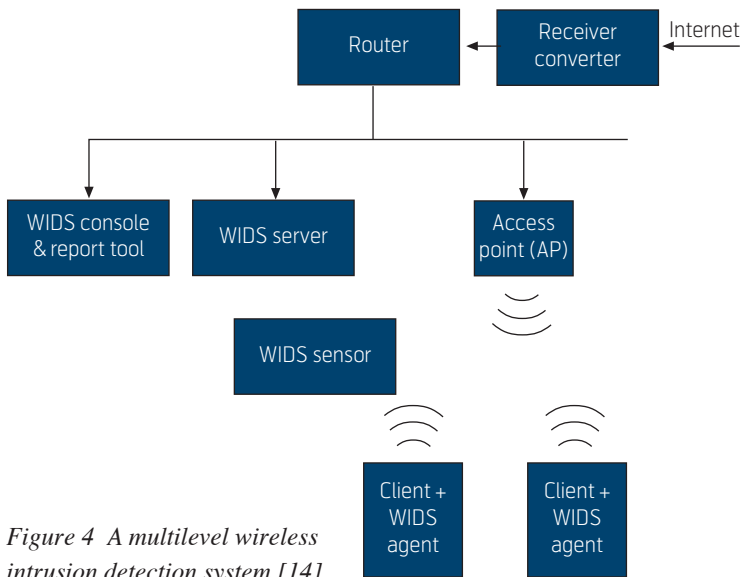 Router
Receiver
converter
Internet
WIDS console
& report tool
WIDS server
Access
point (AP)
WIDS sensor
Client +
WIDS
agent
Client +
WIDS
agent
Figure 4 A multilevel wireless
intrusion detection system [14]